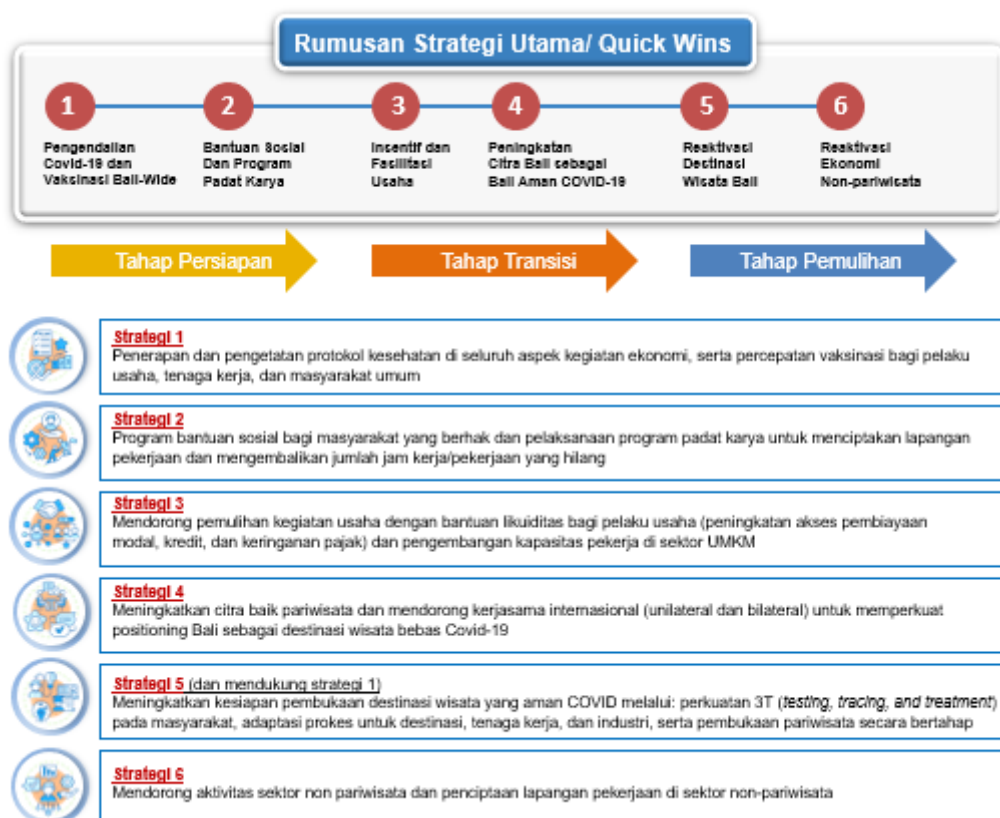 Rumusan Strategi Utama/ Quick Wins
1
Pengendalian
Covid-19 dan
Vaksinasi Bali-Wide
2
Bantuan Sosial
Dan Program
Padat Karya
3
Insentif dan
Fasilitasi
Usaha
4
Peningkatan
Citra Bali sebagai
Bali Aman COVID-19
5
Reaktivasi
Destinasi
Wisata Bali
6
Reaktivasi
Ekonomi
Non-pariwisata
Tahap Persiapan
Tahap Transisi
Tahap Pemulihan
Strategi 1
Penerapan dan pengetatan protokol kesehatan di seluruh aspek kegiatan ekonomi, serta percepatan vaksinasi bagi pelaku
usaha, tenaga kerja, dan masyarakat umum
Strategi 2
Program bantuan sosial bagi masyarakat yang berhak dan pelaksanaan program padat karya untuk menciptakan lapangan
pekerjaan dan mengembalikan jumlah jam kerja/pekerjaan yang hilang
Strategi 3
Mendorong pemulihan kegiatan usaha dengan bantuan likuiditas bagi pelaku usaha (peningkatan akses pembiayaan
modal, kredit, dan keringanan pajak) dan pengembangan kapasitas pekerja di sektor UMKM
Strategi 4
Meningkatkan citra baik pariwisata dan mendorong kerjasama internasional (unilateral dan bilateral) untuk memperkuat
positioning Bali sebagai destinasi wisata bebas Covid-19
Strategi 5 (dan mendukung strategi 1)
Meningkatkan kesiapan pembukaan destinasi wisata yang aman COVID melalui: perkuatan 3T (testing, tracing, and treatment)
pada masyarakat, adaptasi prokes untuk destinasi, tenaga kerja, dan industri, serta pembukaan pariwisata secara bertahap
Strategi 6
Mendorong aktivitas sektor non pariwisata dan penciptaan lapangan pekerjaan di sektor non-pariwisata